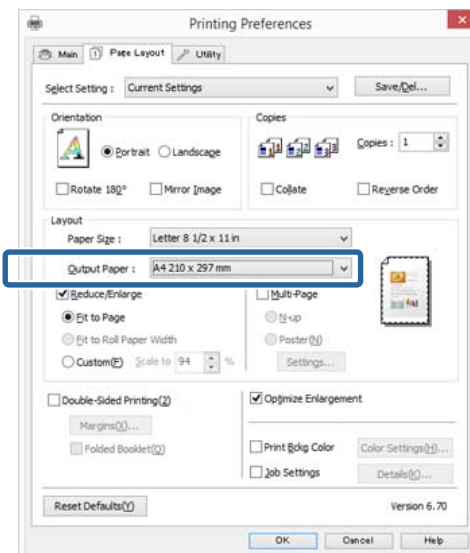 Printing Preferences
Main Page Layout Utility
Select Setting : Current Settings Save/Del...
Orientation Copies
Portrait Landscape Copies : 1
Rotate 180° Mirror Image Collate Reverse Order
Layout
Paper Size : Letter 8 1/2 x 11 in
Output Paper : A4 210 x 297 mm
Reduce/Enlarge Multi-Page
Fit to Page N-up
Fit to Roll Paper Width Poster(N)
Custom(F) Scale to 94 % Settings...
Double-Sided Printing(2) Optimize Enlargement
Margins(X)...
Folded Booklet(O) Print Bckg Color Color Settings(H)...
Job Settings Details(K)...
Reset Defaults(Y) Version 6.70
OK Cancel Help